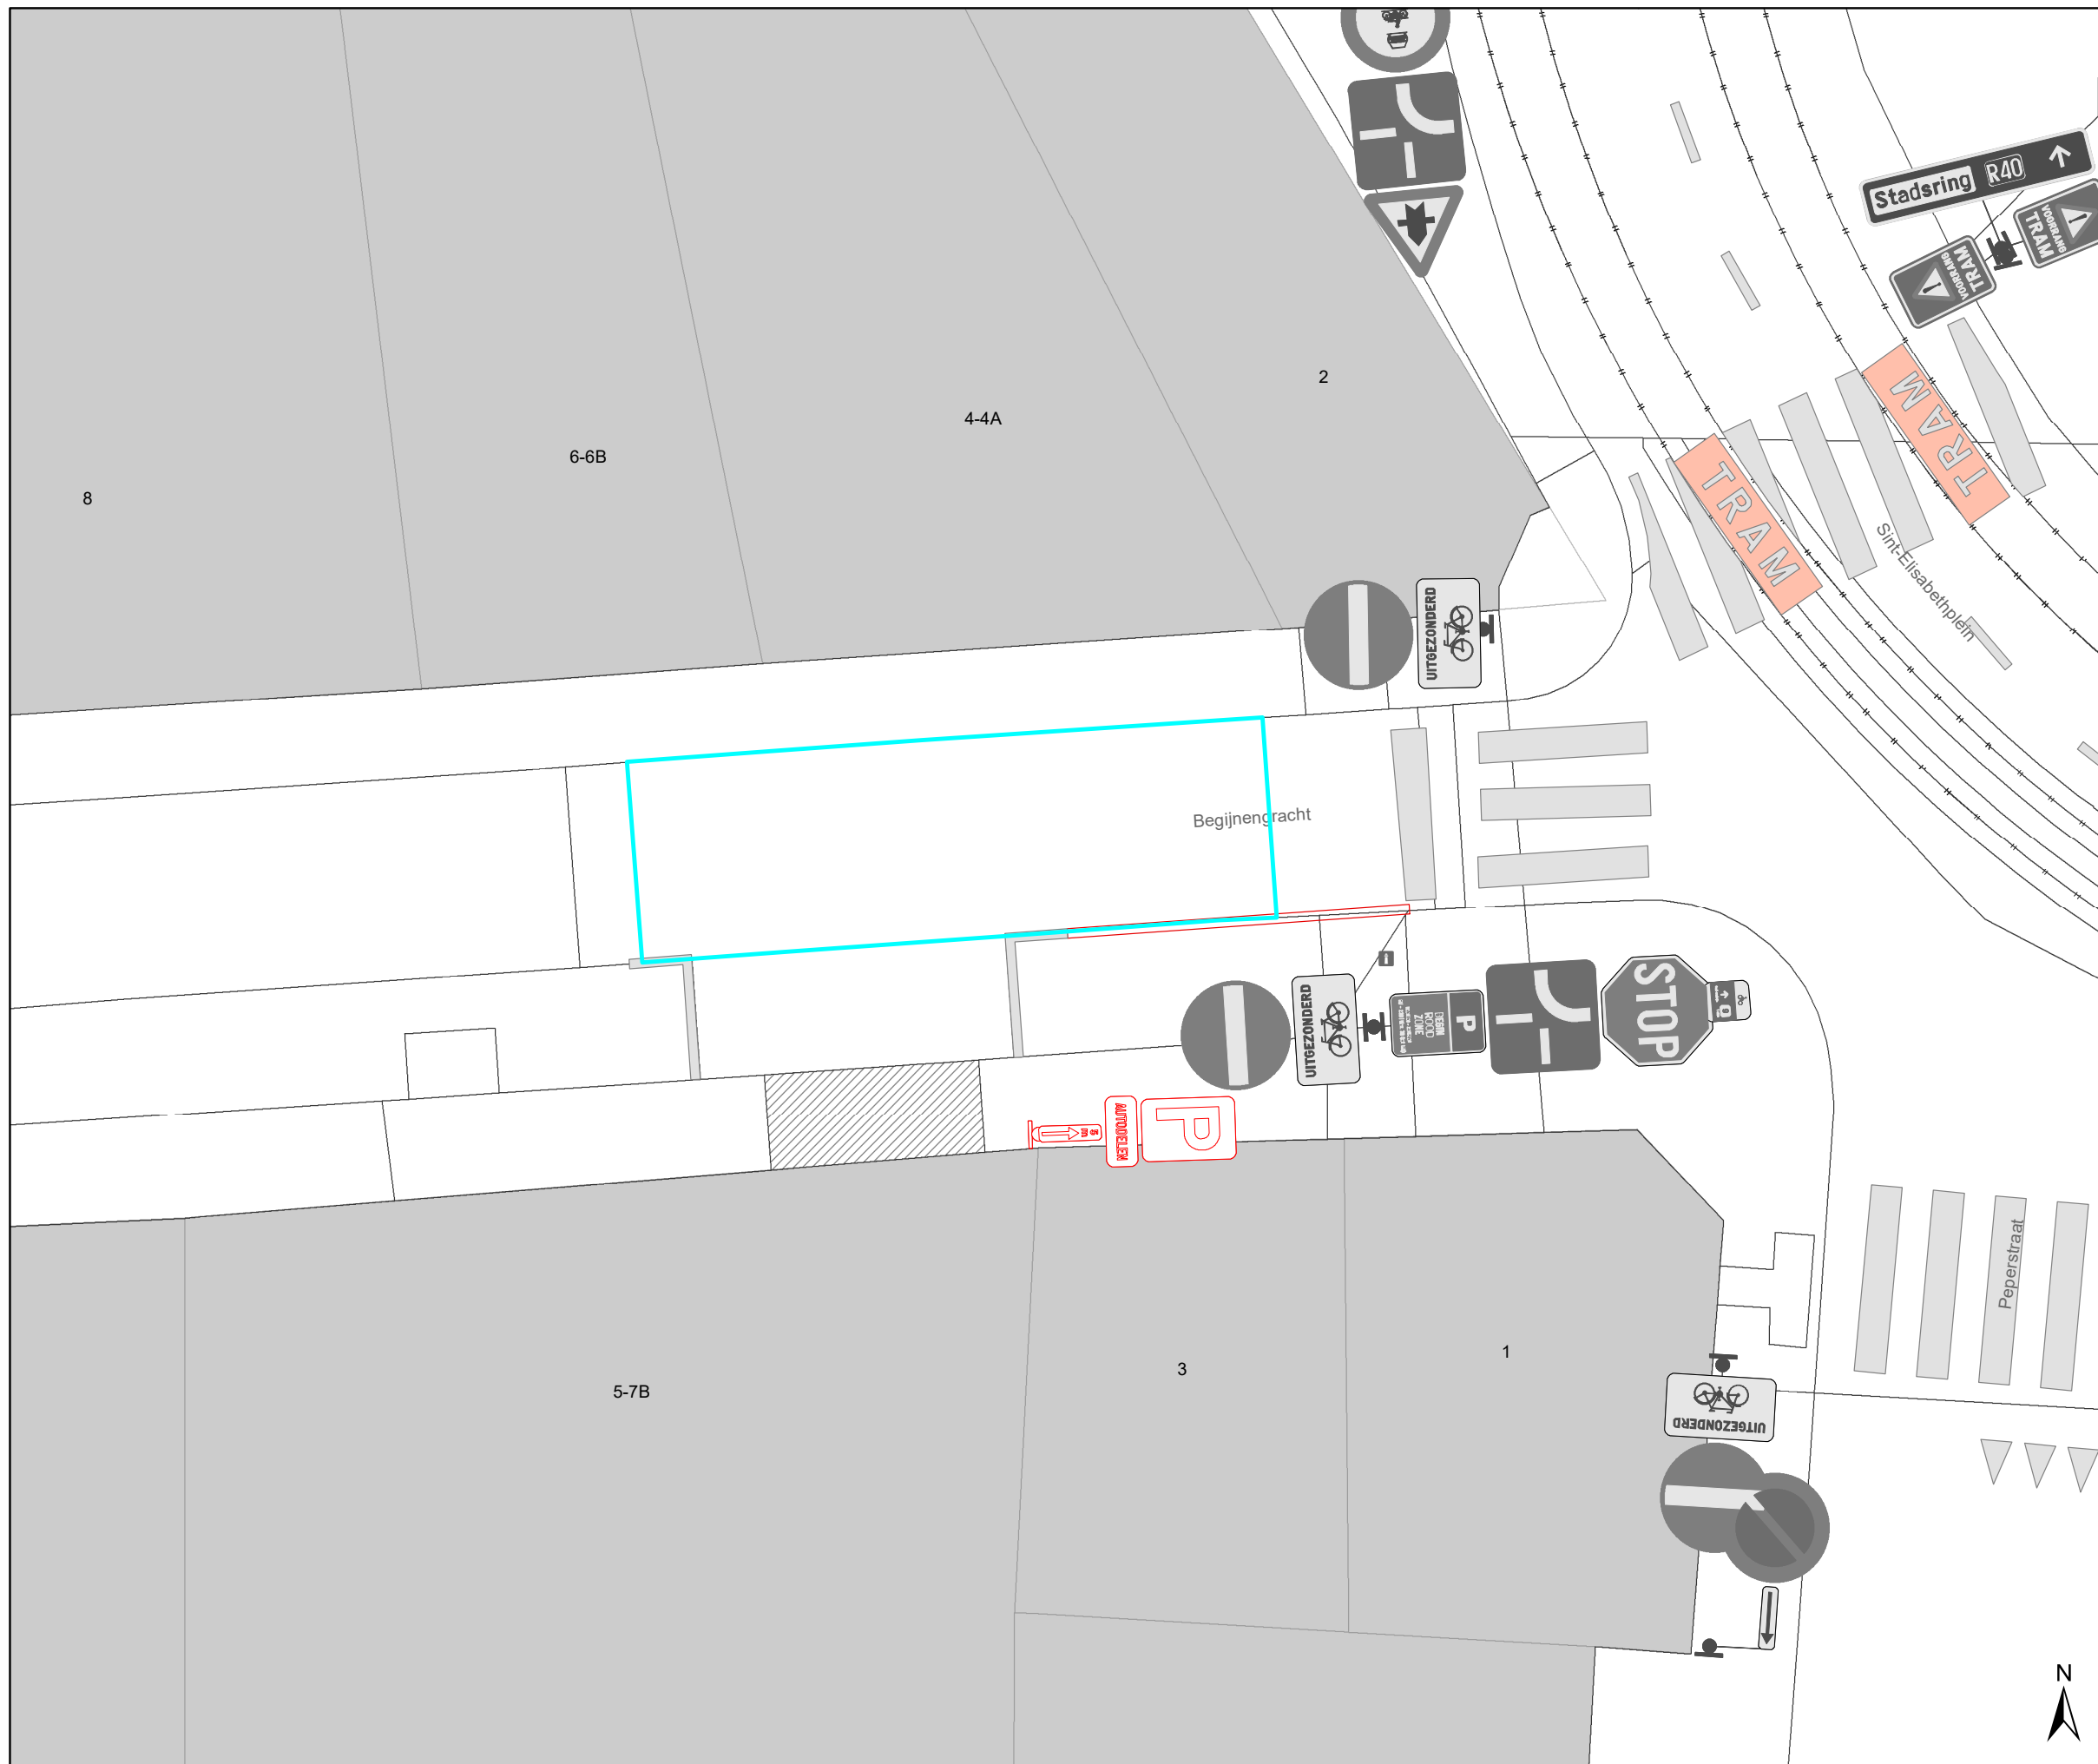 Stadsring R40
VOORRANG
TRAM
VOORRANG
TRAM
2
4-4A
6-6B
8
TRAM
TRAM
Sint-Elisabethplein
UITGEZONDERD
Begijnengracht
UITGEZONDERD
P
BEGIN
ROOD
ZONE
STOP
P
AUTODELEN
5-7B
3
1
Peperstraat
UITGEZONDERD
N